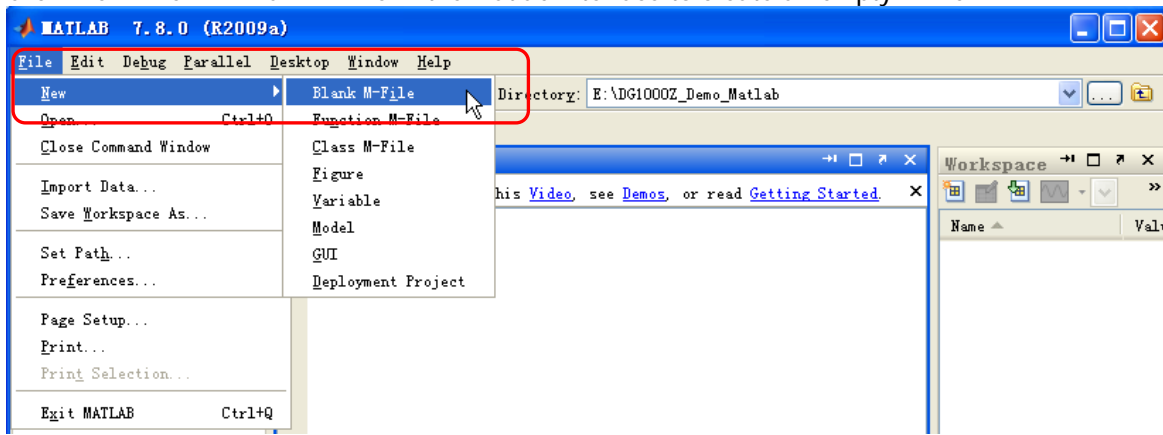 MATLAB 7.8.0 (R2009a)
File Edit Debug Parallel Desktop Window Help
New Blank M-File Directory: E:\DG1000Z_Demo_Matlab ...
Open... Ctrl+O Function M-File
Close Command Window Class M-File
Workspace
Figure
Import Data... his Video, see Demos, or read Getting Started.
Variable
Save Workspace As...
Model Name Valu
Set Path... GUI
Preferences... Deployment Project
Page Setup...
Print...
Print Selection...
Exit MATLAB Ctrl+Q